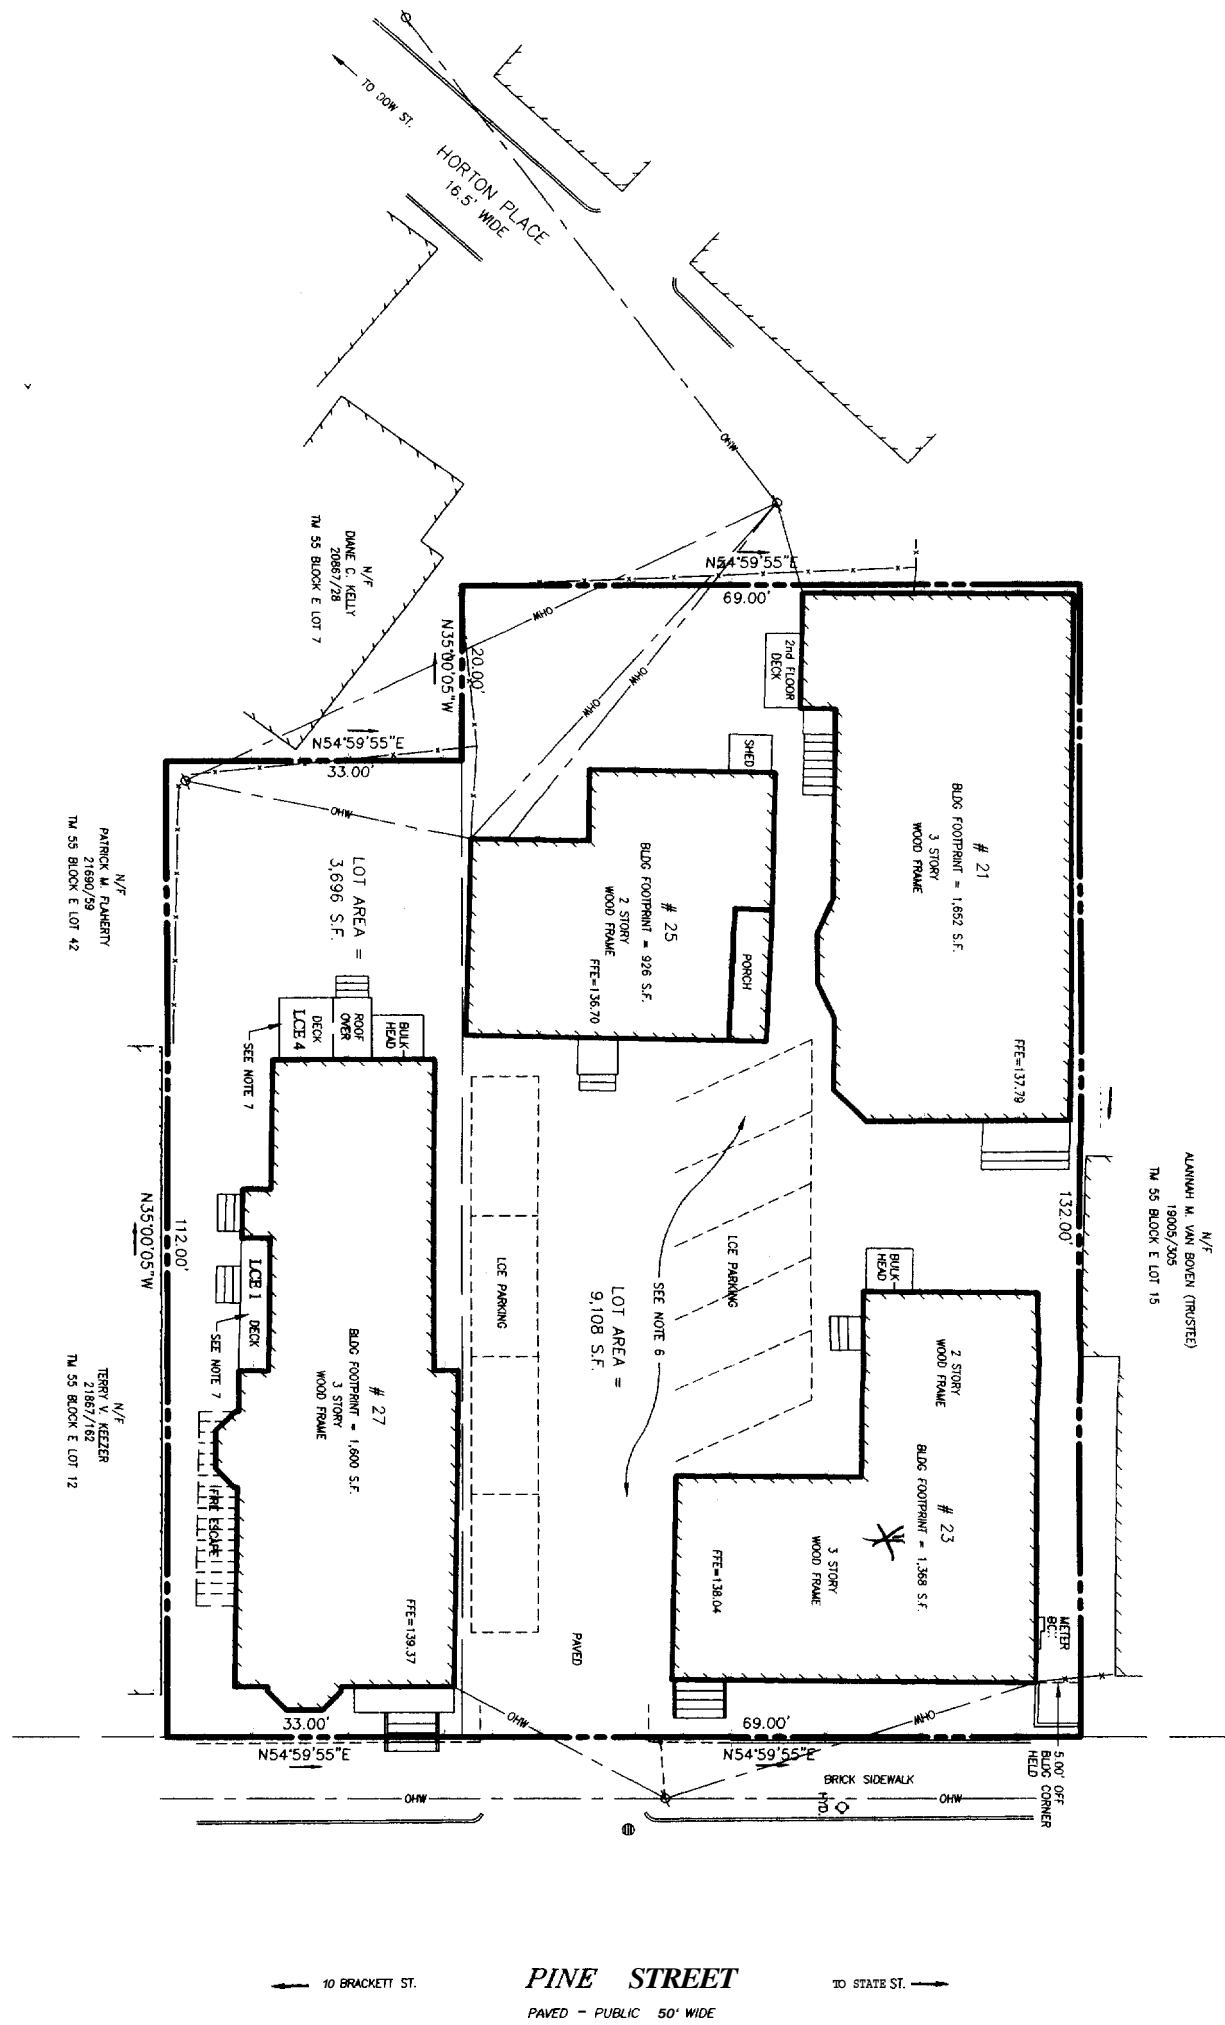 TO DOW ST.
HORTON PLACE
16.5' WIDE
OHW
N/F
DIANE C. KELLY
20867/28
TM 55 BLOCK E LOT 7
N54°59'55"E
69.00'
N35°00'05"W
20.00'
OHW
OHW
OHW
2nd FLOOR
DECK
SHED
N54°59'55"E
33.00'
OHW
# 21
BLDG FOOTPRINT = 1,652 S.F.
3 STORY
WOOD FRAME
FFE=137.79
# 25
BLDG FOOTPRINT = 926 S.F.
2 STORY
WOOD FRAME
FFE=136.70
PORCH
LOT AREA =
3,696 S.F.
N/F
PATRICK M. FLAHERTY
21690/59
TM 55 BLOCK E LOT 42
BULK-
HEAD
ROOF
OVER
DECK
LCE 4
SEE NOTE 7
N/F
ALANNAH M. VAN BOVEN (TRUSTEE)
19005/305
TM 55 BLOCK E LOT 15
132.00'
112.00'
N35°00'05"W
LCE 1
DECK
SEE NOTE 7
LCE PARKING
LCE PARKING
SEE NOTE 6
LOT AREA =
9,108 S.F.
BULK-
HEAD
2 STORY
WOOD FRAME
# 23
BLDG FOOTPRINT = 1,368 S.F.
3 STORY
WOOD FRAME
FFE=138.04
# 27
BLDG FOOTPRINT = 1,600 S.F.
3 STORY
WOOD FRAME
FFE=139.37
N/F
TERRY V. KEEZER
21867/162
TM 55 BLOCK E LOT 12
FIRE ESCAPE
PAVED
METER
BOX
33.00'
N54°59'55"E
OHW
69.00'
N54°59'55"E
OHW
5.00' OFF
BLDG CORNER
HELD
BRICK SIDEWALK
HYD.
OHW
OHW
TO BRACKETT ST.
PINE STREET
TO STATE ST.
PAVED - PUBLIC 50' WIDE